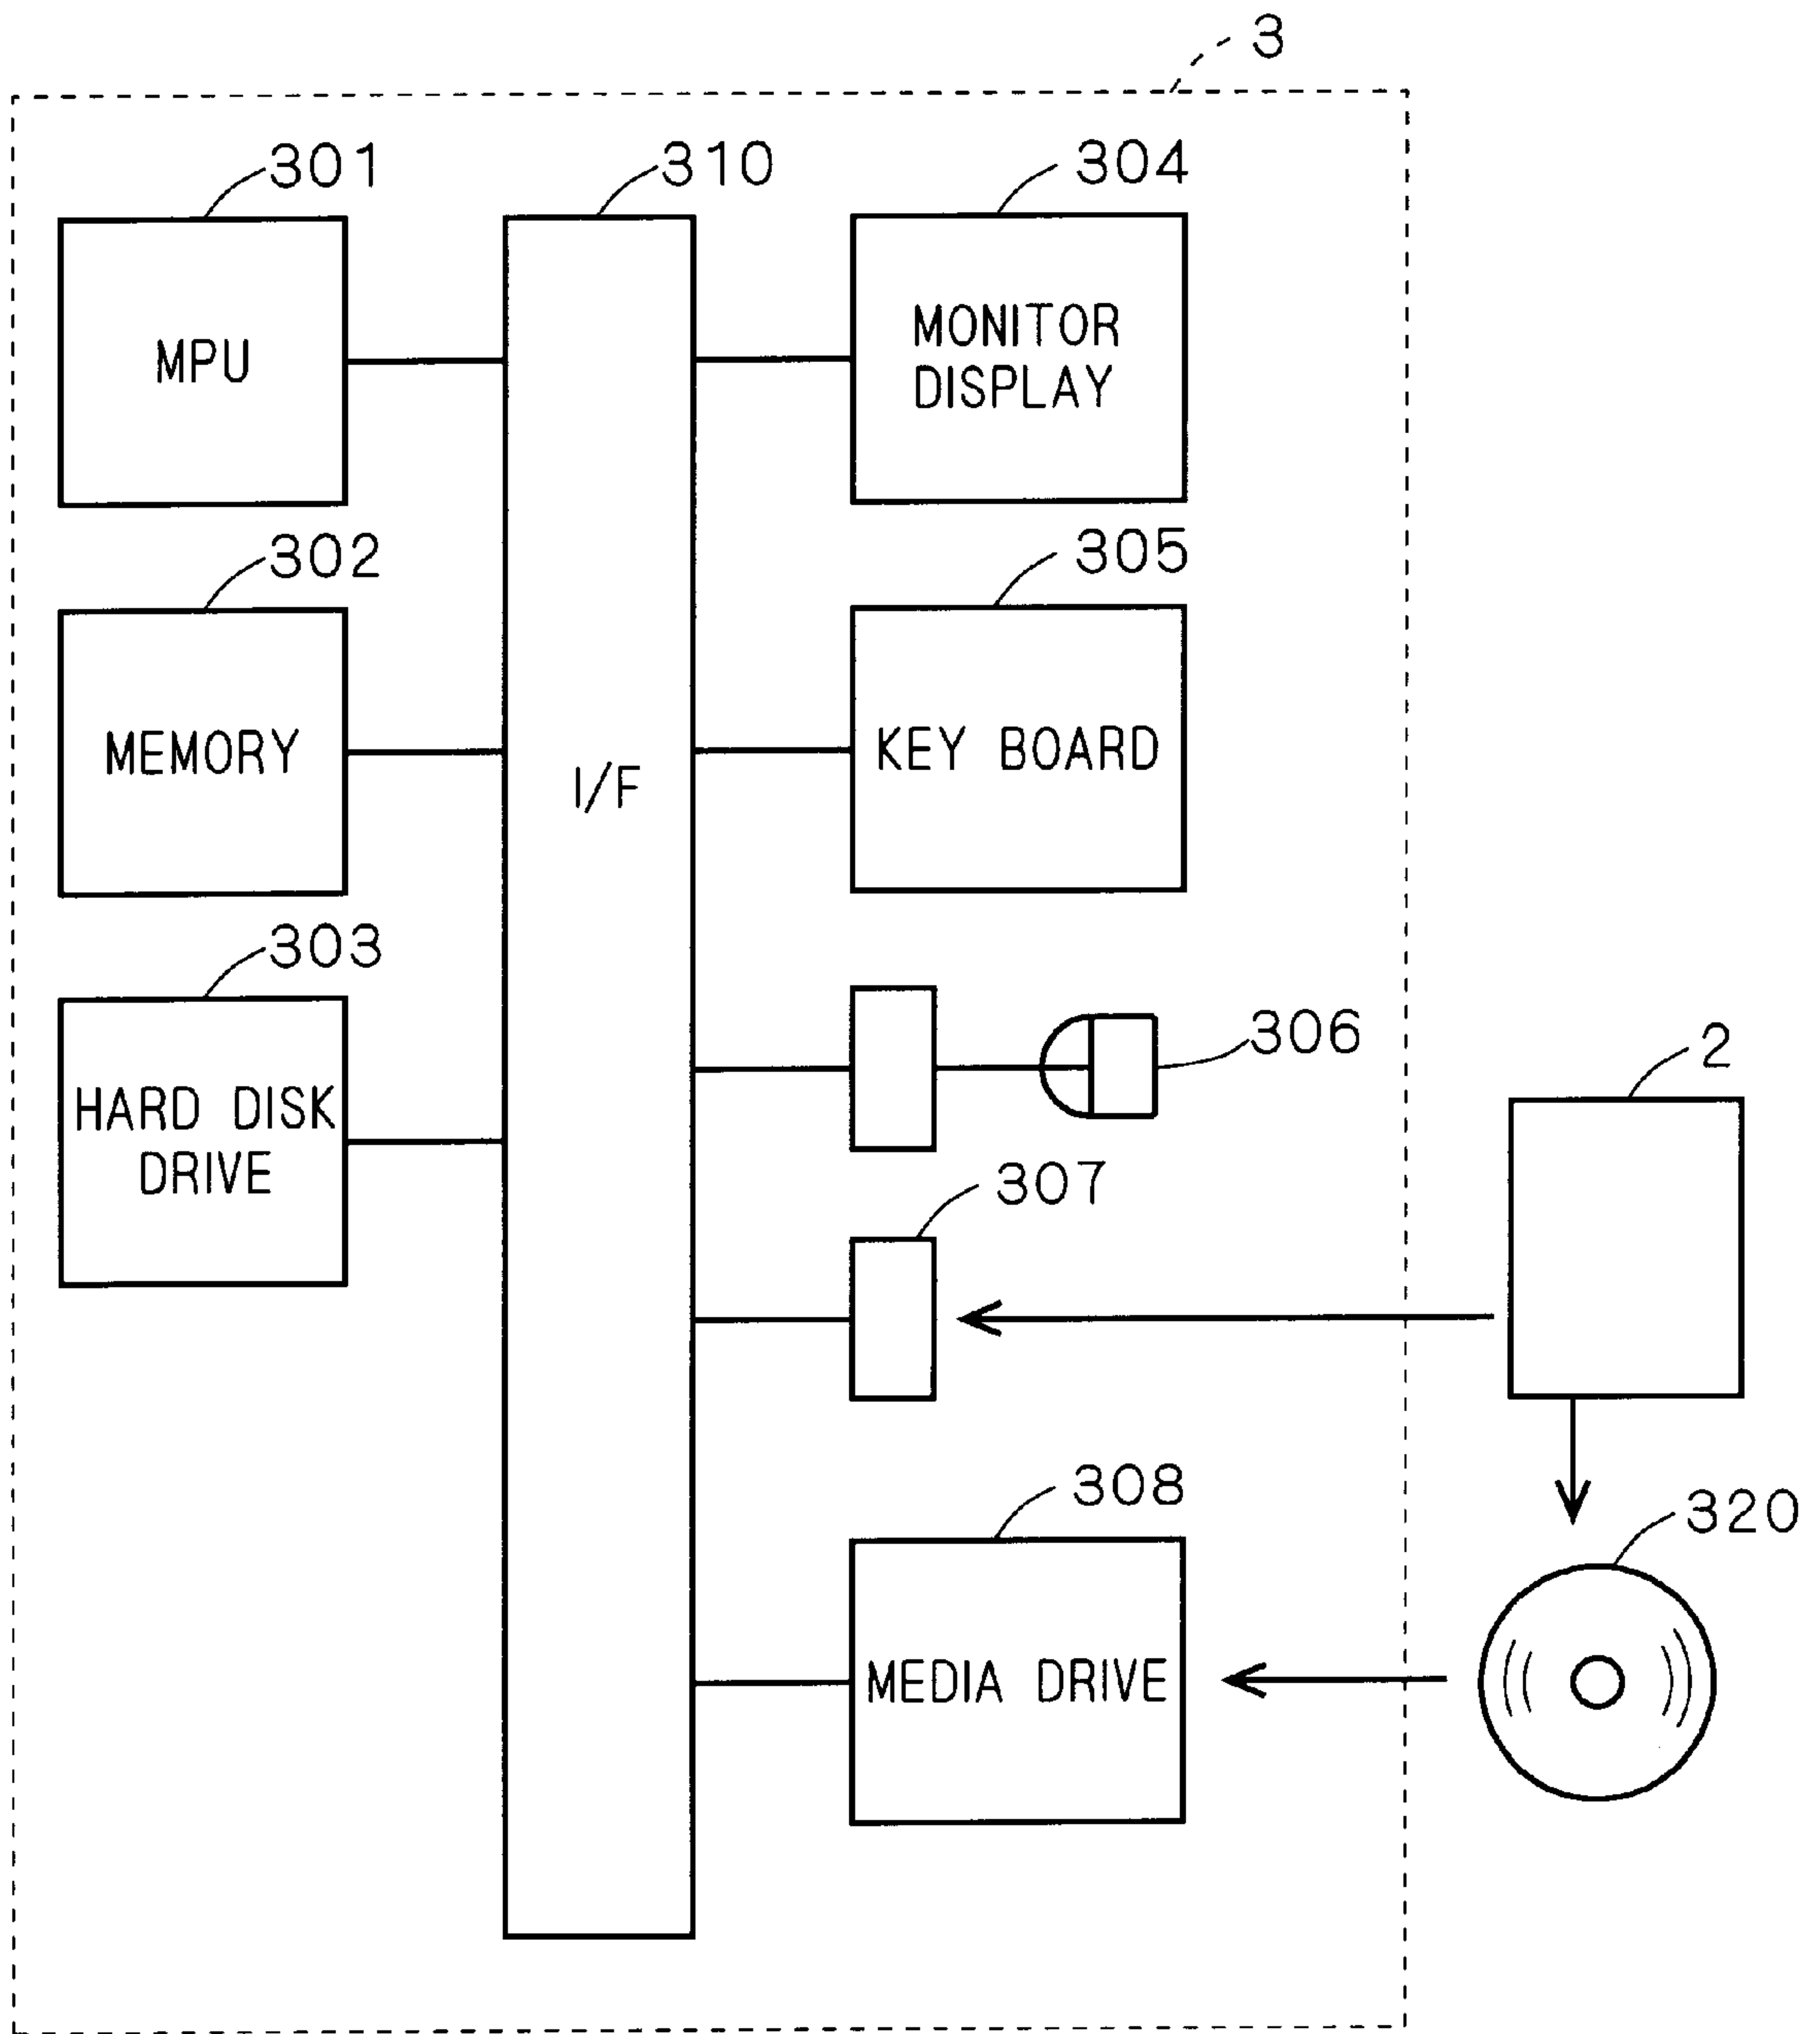 3
301
310
304
MPU
MONITOR
DISPLAY
302
305
MEMORY
I/F
KEY BOARD
303
HARD DISK
DRIVE
306
2
307
308
320
MEDIA DRIVE